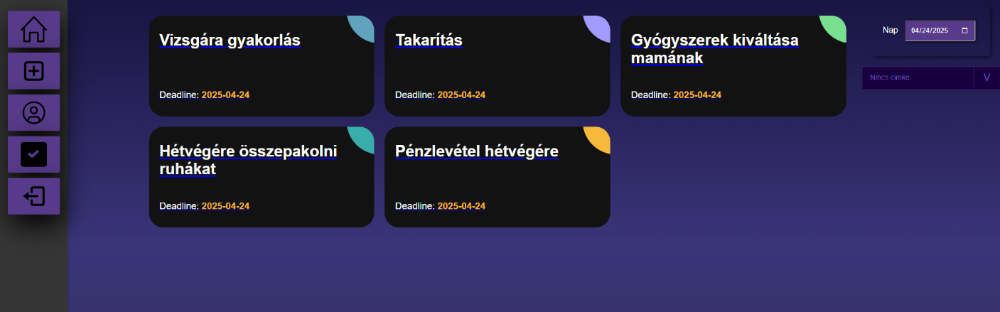 Vizsgára gyakorlás
Deadline: 2025-04-24
Takarítás
Deadline: 2025-04-24
Gyógyszerek kiváltása
mamának
Deadline: 2025-04-24
Hétvégére összepakolni
ruhákat
Deadline: 2025-04-24
Pénzlevétel hétvégére
Deadline: 2025-04-24
Nap 04/24/2025
Nincs címke V